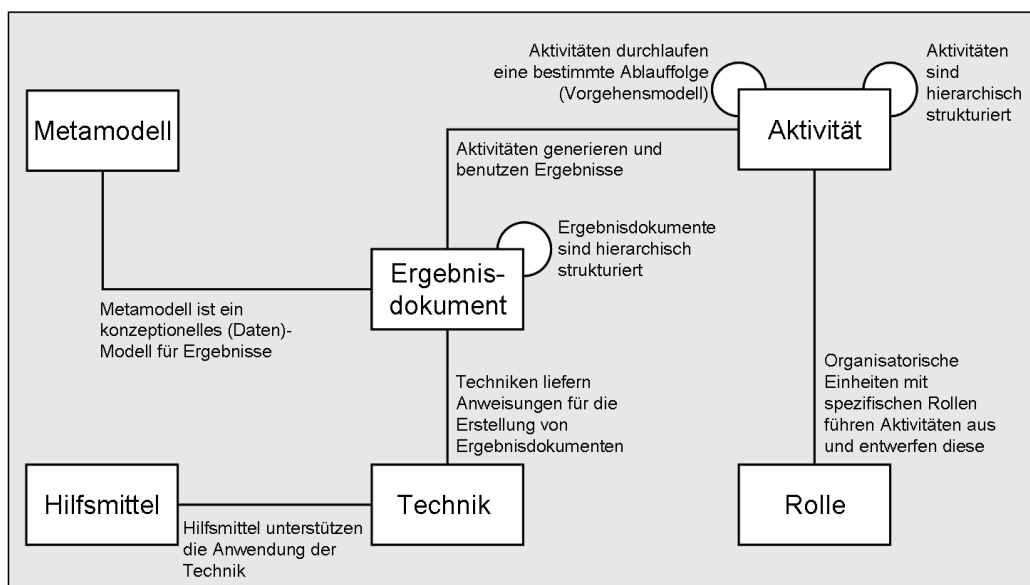 Aktivitäten durchlaufen
eine bestimmte Ablauffolge
(Vorgehensmodell)
Aktivitäten
sind
hierarchisch
strukturiert
Metamodell
Aktivität
Aktivitäten generieren und
benutzen Ergebnisse
Ergebnisdokumente
sind hierarchisch
strukturiert
Ergebnis-
dokument
Metamodell ist ein
konzeptionelles (Daten)-
Modell für Ergebnisse
Techniken liefern
Anweisungen für die
Erstellung von
Ergebnisdokumenten
Organisatorische
Einheiten mit
spezifischen Rollen
führen Aktivitäten aus
und entwerfen diese
Hilfsmittel
Technik
Rolle
Hilfsmittel unterstützen
die Anwendung der
Technik